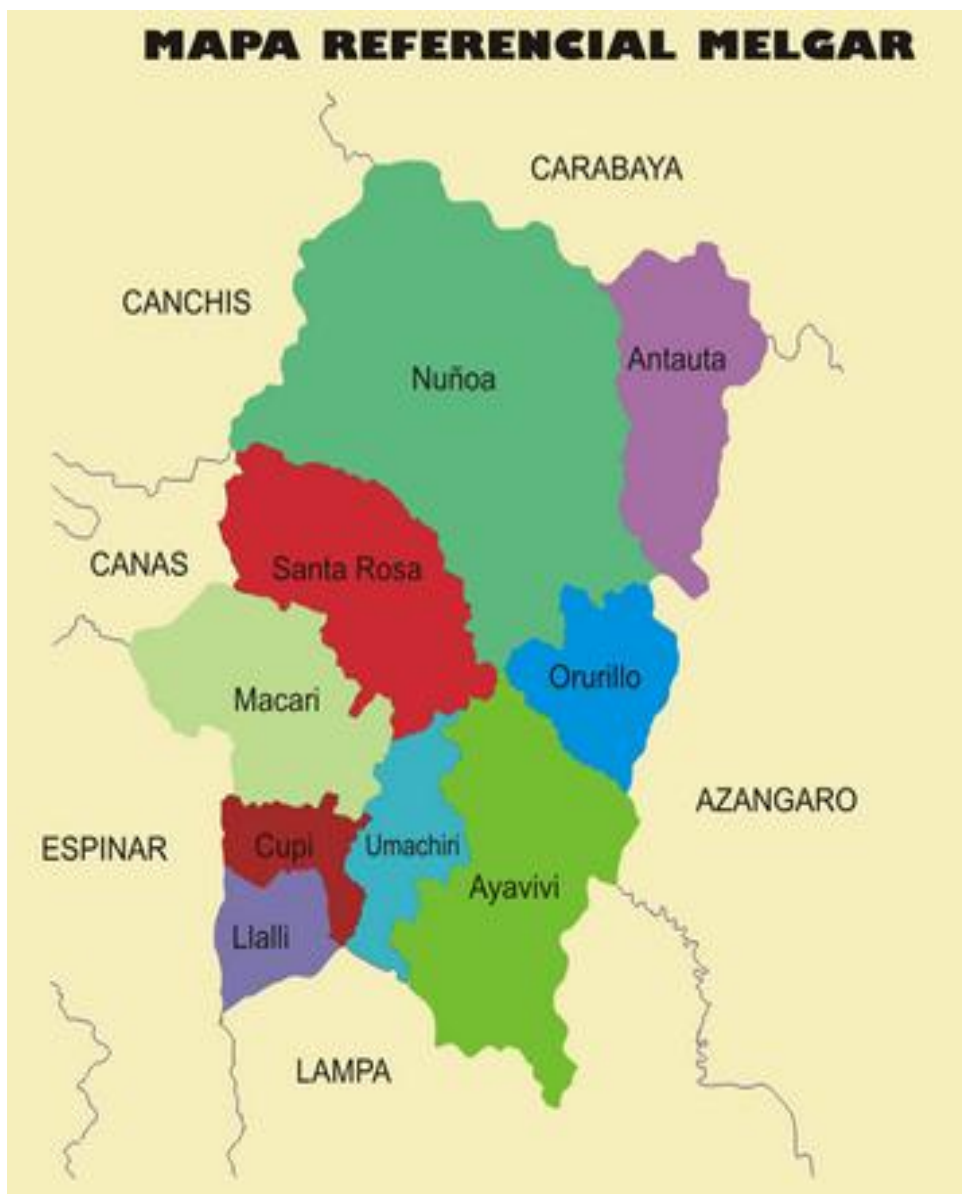 MAPA REFERENCIAL MELGAR
CARABAYA
CANCHIS
Antauta
Nuñoa
CANAS
Santa Rosa
Orurillo
Macari
AZANGARO
ESPINAR
Cupi
Umachiri
Ayavivi
Llalli
LAMPA